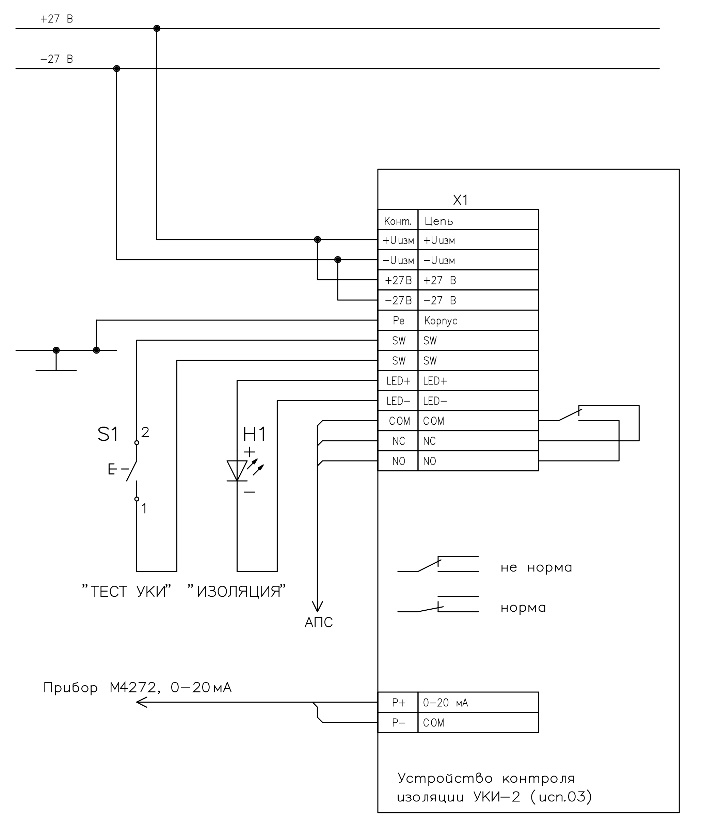 +27 В
-27 В
X1
Конт. Цепь
+Uизм +Uизм
-Uизм -Uизм
+27В +27 В
-27В -27 В
Pe Корпус
SW SW
SW SW
LED+ LED+
LED- LED-
COM COM
NC NC
NO NO
S1 2
H1
+
-
1
"ТЕСТ УКИ" "ИЗОЛЯЦИЯ"
не норма
норма
АПС
Прибор М4272, 0-20мА
P+ 0-20 мА
P- COM
Устройство контроля
изоляции УКИ-2 (исп.03)